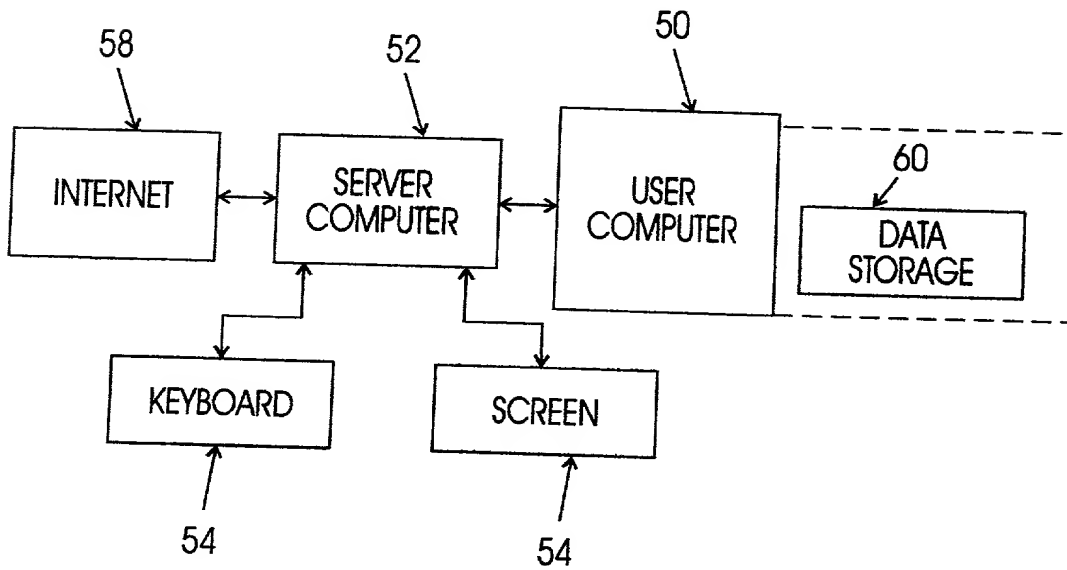 58
52
50
60
INTERNET
SERVER
COMPUTER
USER
COMPUTER
DATA
STORAGE
KEYBOARD
SCREEN
54
54